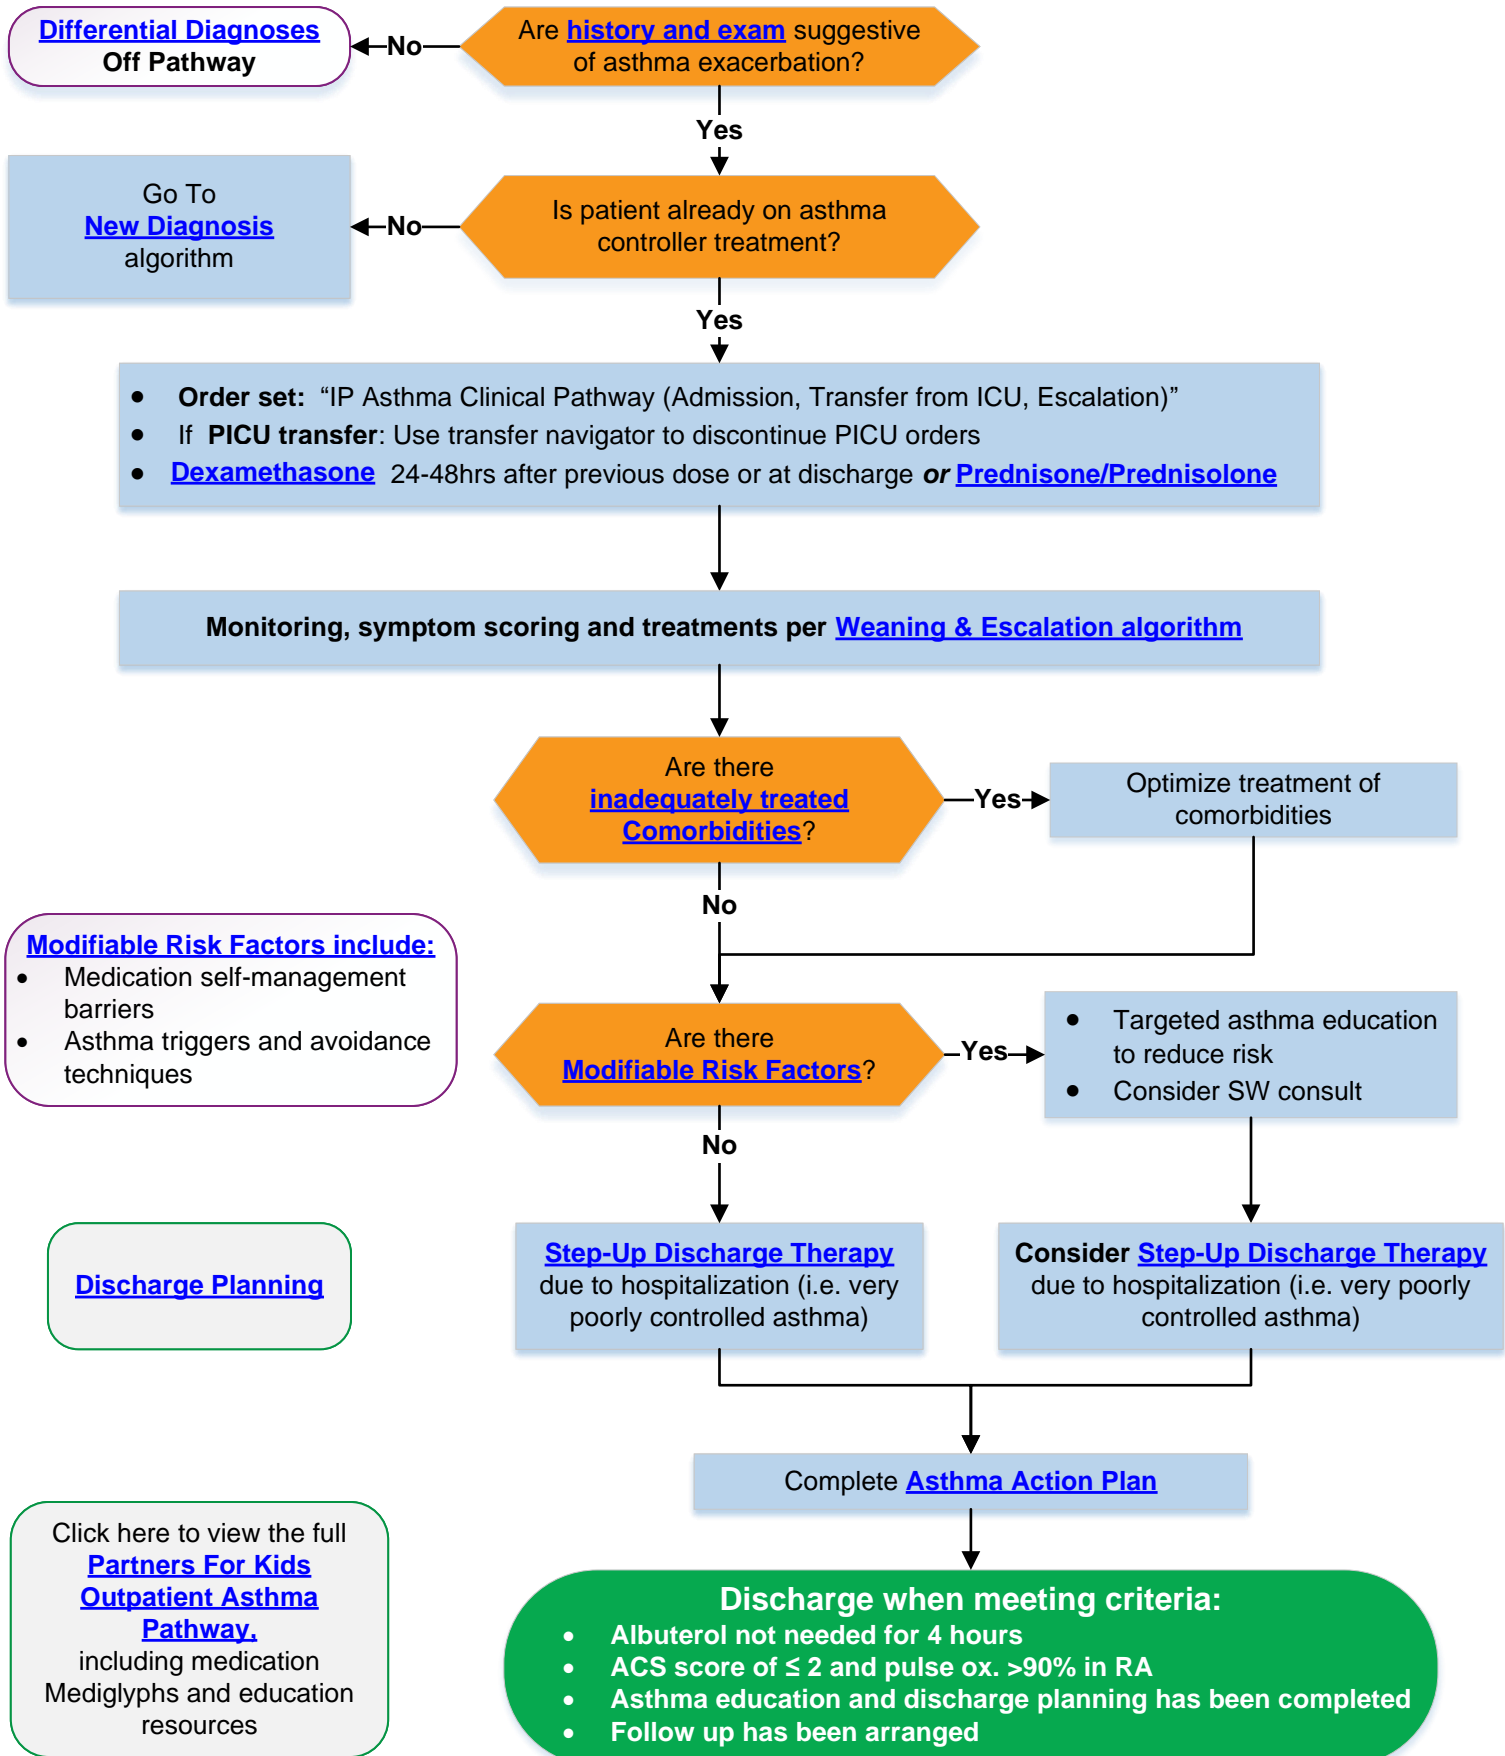 Differential Diagnoses
Off Pathway
No
Are history and exam suggestive
of asthma exacerbation?
Yes
Go To
New Diagnosis
algorithm
No
Is patient already on asthma
controller treatment?
Yes
• Order set: “IP Asthma Clinical Pathway (Admission, Transfer from ICU, Escalation)”
• If PICU transfer: Use transfer navigator to discontinue PICU orders
• Dexamethasone 24-48hrs after previous dose or at discharge or Prednisone/Prednisolone
Monitoring, symptom scoring and treatments per Weaning & Escalation algorithm
Are there
inadequately treated
Comorbidities?
Yes
Optimize treatment of
comorbidities
No
Modifiable Risk Factors include:
• Medication self-management
barriers
• Asthma triggers and avoidance
techniques
Are there
Modifiable Risk Factors?
Yes
• Targeted asthma education
to reduce risk
• Consider SW consult
No
Discharge Planning
Step-Up Discharge Therapy
due to hospitalization (i.e. very
poorly controlled asthma)
Consider Step-Up Discharge Therapy
due to hospitalization (i.e. very poorly
controlled asthma)
Complete Asthma Action Plan
Click here to view the full
Partners For Kids
Outpatient Asthma
Pathway,
including medication
Mediglyphs and education
resources
Discharge when meeting criteria:
• Albuterol not needed for 4 hours
• ACS score of ≤ 2 and pulse ox. >90% in RA
• Asthma education and discharge planning has been completed
• Follow up has been arranged